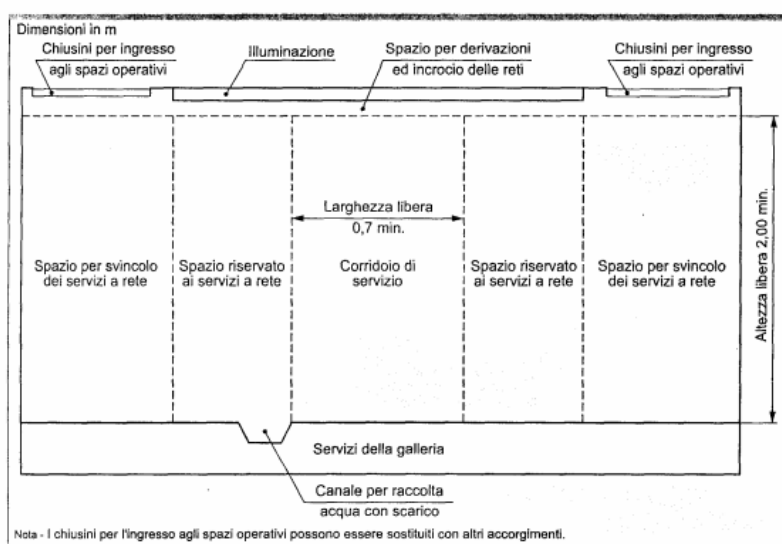 Dimensioni in m
Chiusini per ingresso
agli spazi operativi
Illuminazione
Spazio per derivazioni
ed incrocio delle reti
Chiusini per ingresso
agli spazi operativi
Larghezza libera
0,7 min.
Altezza libera 2,00 min.
Spazio per svincolo
dei servizi a rete
Spazio riservato
ai servizi a rete
Corridoio di
servizio
Spazio riservato
ai servizi a rete
Spazio per svincolo
dei servizi a rete
Servizi della galleria
Canale per raccolta
acqua con scarico
Nota - I chiusini per l'ingresso agli spazi operativi possono essere sostituiti con altri accorgimenti.